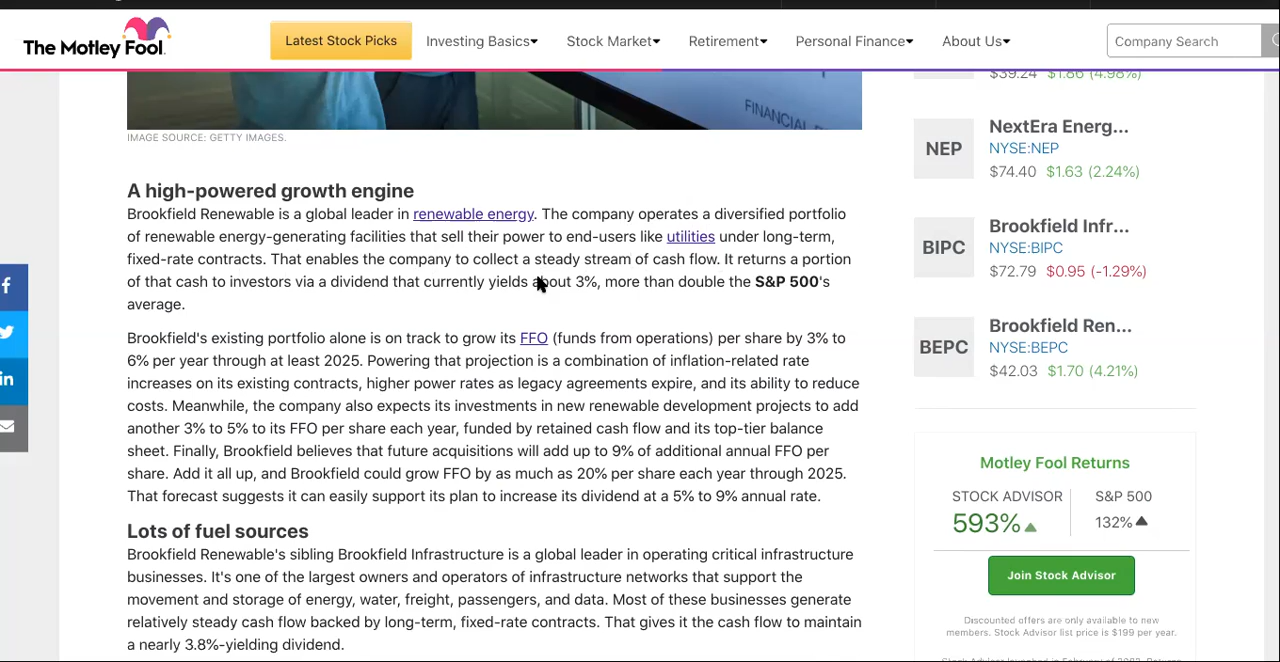 The Motley Fool.
Latest Stock Picks
Investing Basics▾
Stock Market▾
Retirement▾
Personal Finance▾
About Us▾
Company Search
FINANCIAL
IMAGE SOURCE: GETTY IMAGES.
A high-powered growth engine
Brookfield Renewable is a global leader in renewable energy. The company operates a diversified portfolio
of renewable energy-generating facilities that sell their power to end-users like utilities under long-term,
fixed-rate contracts. That enables the company to collect a steady stream of cash flow. It returns a portion
of that cash to investors via a dividend that currently yields about 3%, more than double the S&P 500's
average.
Brookfield's existing portfolio alone is on track to grow its FFO (funds from operations) per share by 3% to
6% per year through at least 2025. Powering that projection is a combination of inflation-related rate
increases on its existing contracts, higher power rates as legacy agreements expire, and its ability to reduce
costs. Meanwhile, the company also expects its investments in new renewable development projects to add
another 3% to 5% to its FFO per share each year, funded by retained cash flow and its top-tier balance
sheet. Finally, Brookfield believes that future acquisitions will add up to 9% of additional annual FFO per
share. Add it all up, and Brookfield could grow FFO by as much as 20% per share each year through 2025.
That forecast suggests it can easily support its plan to increase its dividend at a 5% to 9% annual rate.
Lots of fuel sources
Brookfield Renewable's sibling Brookfield Infrastructure is a global leader in operating critical infrastructure
businesses. It's one of the largest owners and operators of infrastructure networks that support the
movement and storage of energy, water, freight, passengers, and data. Most of these businesses generate
relatively steady cash flow backed by long-term, fixed-rate contracts. That gives it the cash flow to maintain
a nearly 3.8%-yielding dividend.
$39.24 $1.86 (4.98%)
NEP
NextEra Energ...
NYSE:NEP
$74.40 $1.63 (2.24%)
BIPC
Brookfield Infr...
NYSE:BIPC
$72.79 $0.95 (-1.29%)
BEPC
Brookfield Ren...
NYSE:BEPC
$42.03 $1.70 (4.21%)
Motley Fool Returns
STOCK ADVISOR
S&P 500
593%
132%
Join Stock Advisor
Discounted offers are only available to new
members. Stock Advisor list price is $199 per year.